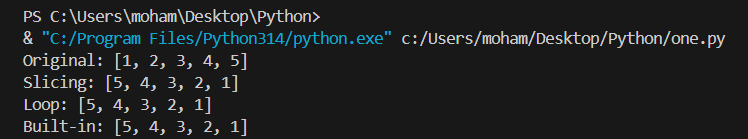 PS C:\Users\moham\Desktop\Python>
& "C:/Program Files/Python314/python.exe" c:/Users/moham/Desktop/Python/one.py
Original: [1, 2, 3, 4, 5]
Slicing: [5, 4, 3, 2, 1]
Loop: [5, 4, 3, 2, 1]
Built-in: [5, 4, 3, 2, 1]